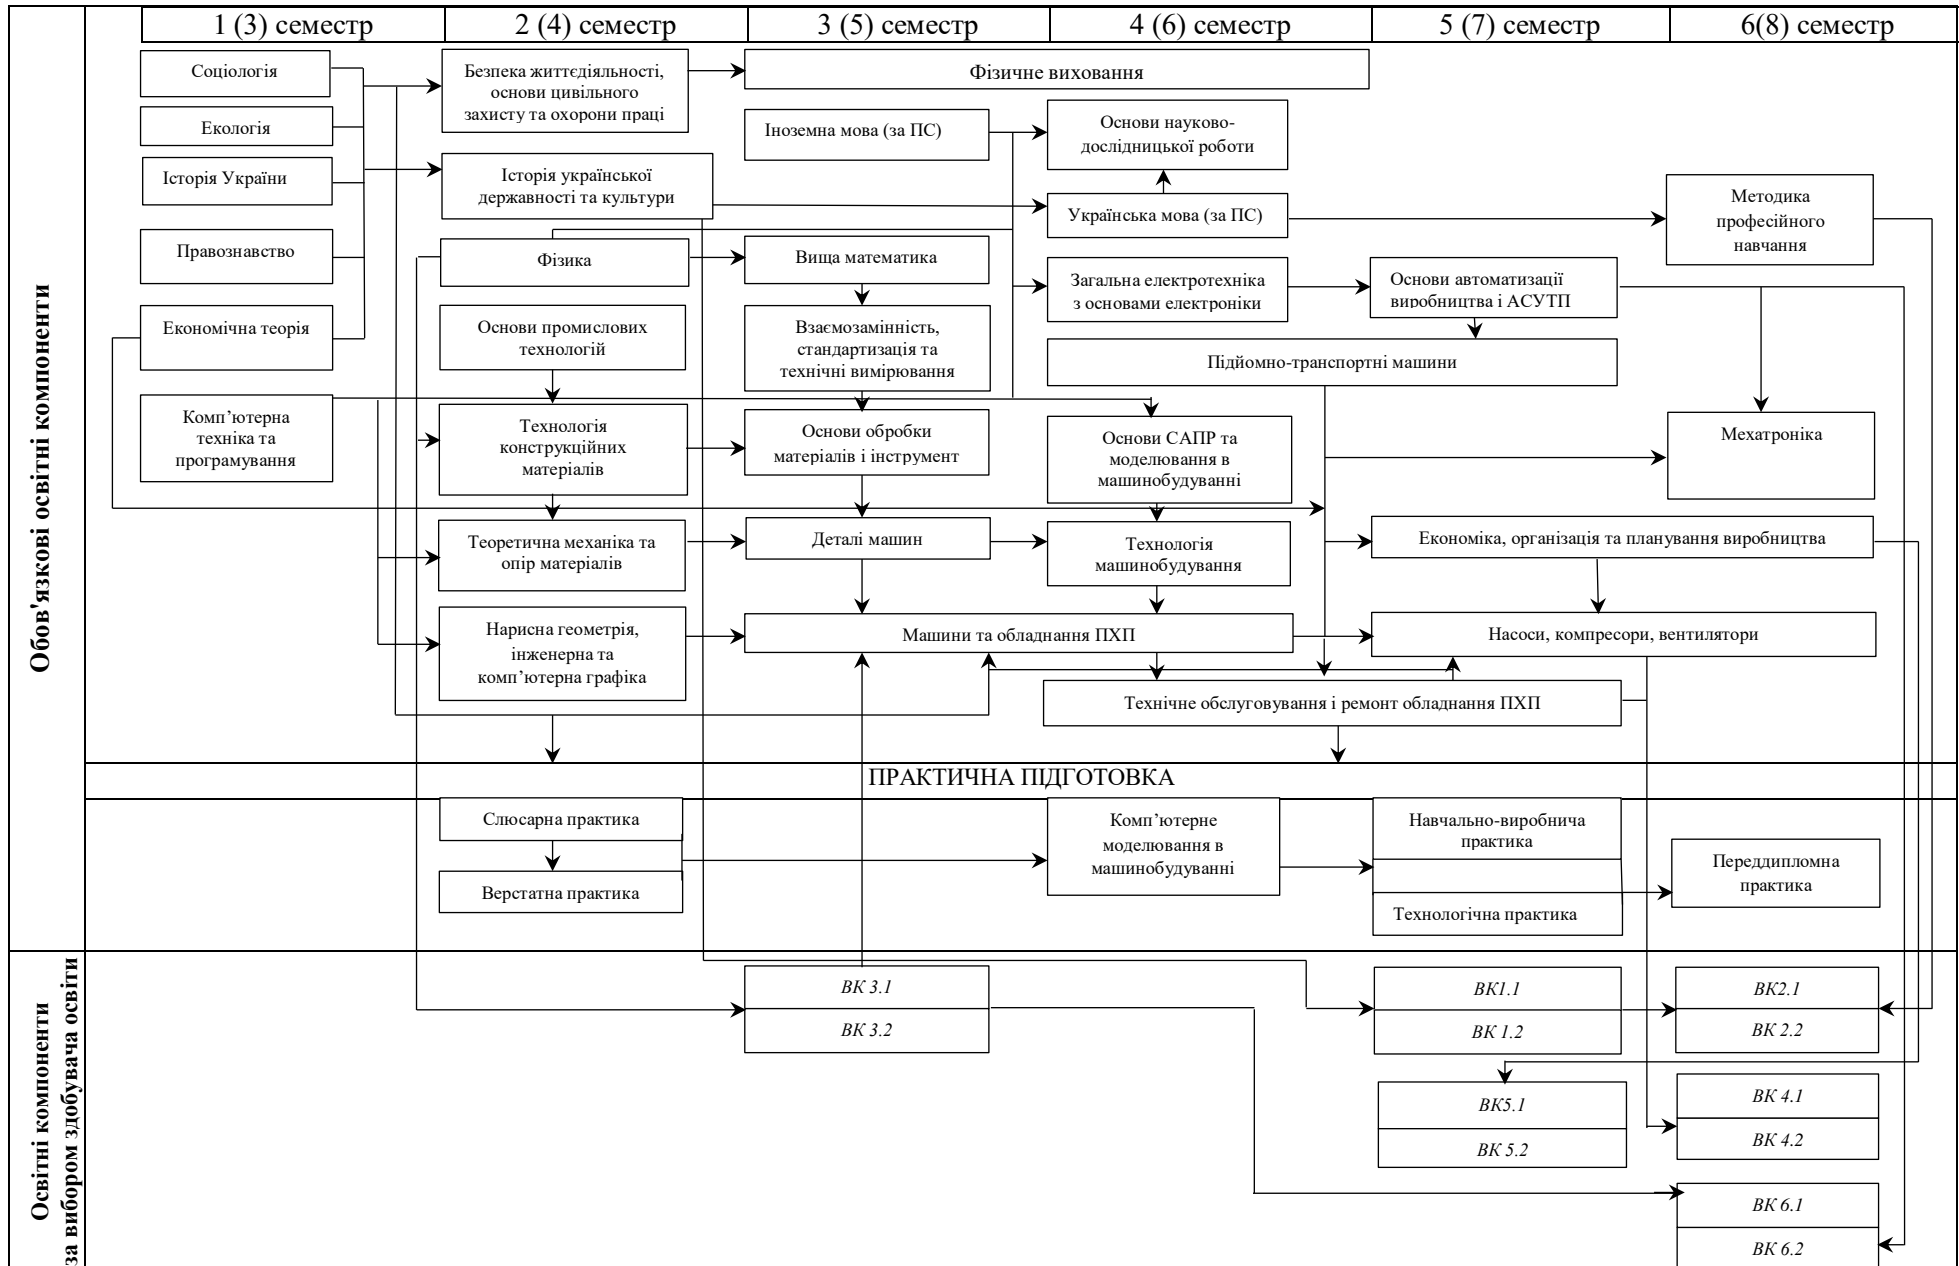 1 (3) семестр
2 (4) семестр
3 (5) семестр
4 (6) семестр
5 (7) семестр
6(8) семестр
Обов'язкові освітні компоненти
Соціологія
Екологія
Історія України
Правознавство
Економічна теорія
Комп’ютерна
техніка та
програмування
Безпека життєдіяльності,
основи цивільного
захисту та охорони праці
Історія української
державності та культури
Фізика
Основи промислових
технологій
Технологія
конструкційних
матеріалів
Теоретична механіка та
опір матеріалів
Нарисна геометрія,
інженерна та
комп’ютерна графіка
Фізичне виховання
Іноземна мова (за ПС)
Вища математика
Взаємозамінність,
стандартизація та
технічні вимірювання
Основи обробки
матеріалів і інструмент
Деталі машин
Машини та обладнання ПХП
Основи науково-
дослідницької роботи
Українська мова (за ПС)
Загальна електротехніка
з основами електроніки
Підйомно-транспортні машини
Основи САПР та
моделювання в
машинобудуванні
Технологія
машинобудування
Технічне обслуговування і ремонт обладнання ПХП
Основи автоматизації
виробництва і АСУТП
Економіка, організація та планування виробництва
Насоси, компресори, вентилятори
Методика
професійного
навчання
Мехатроніка
ПРАКТИЧНА ПІДГОТОВКА
Слюсарна практика
Верстатна практика
Комп’ютерне
моделювання в
машинобудуванні
Навчально-виробнича
практика
Технологічна практика
Переддипломна
практика
Освітні компоненти
за вибором здобувача освіти
ВК 3.1
ВК 3.2
ВК1.1
ВК 1.2
ВК2.1
ВК 2.2
ВК5.1
ВК 5.2
ВК 4.1
ВК 4.2
ВК 6.1
ВК 6.2